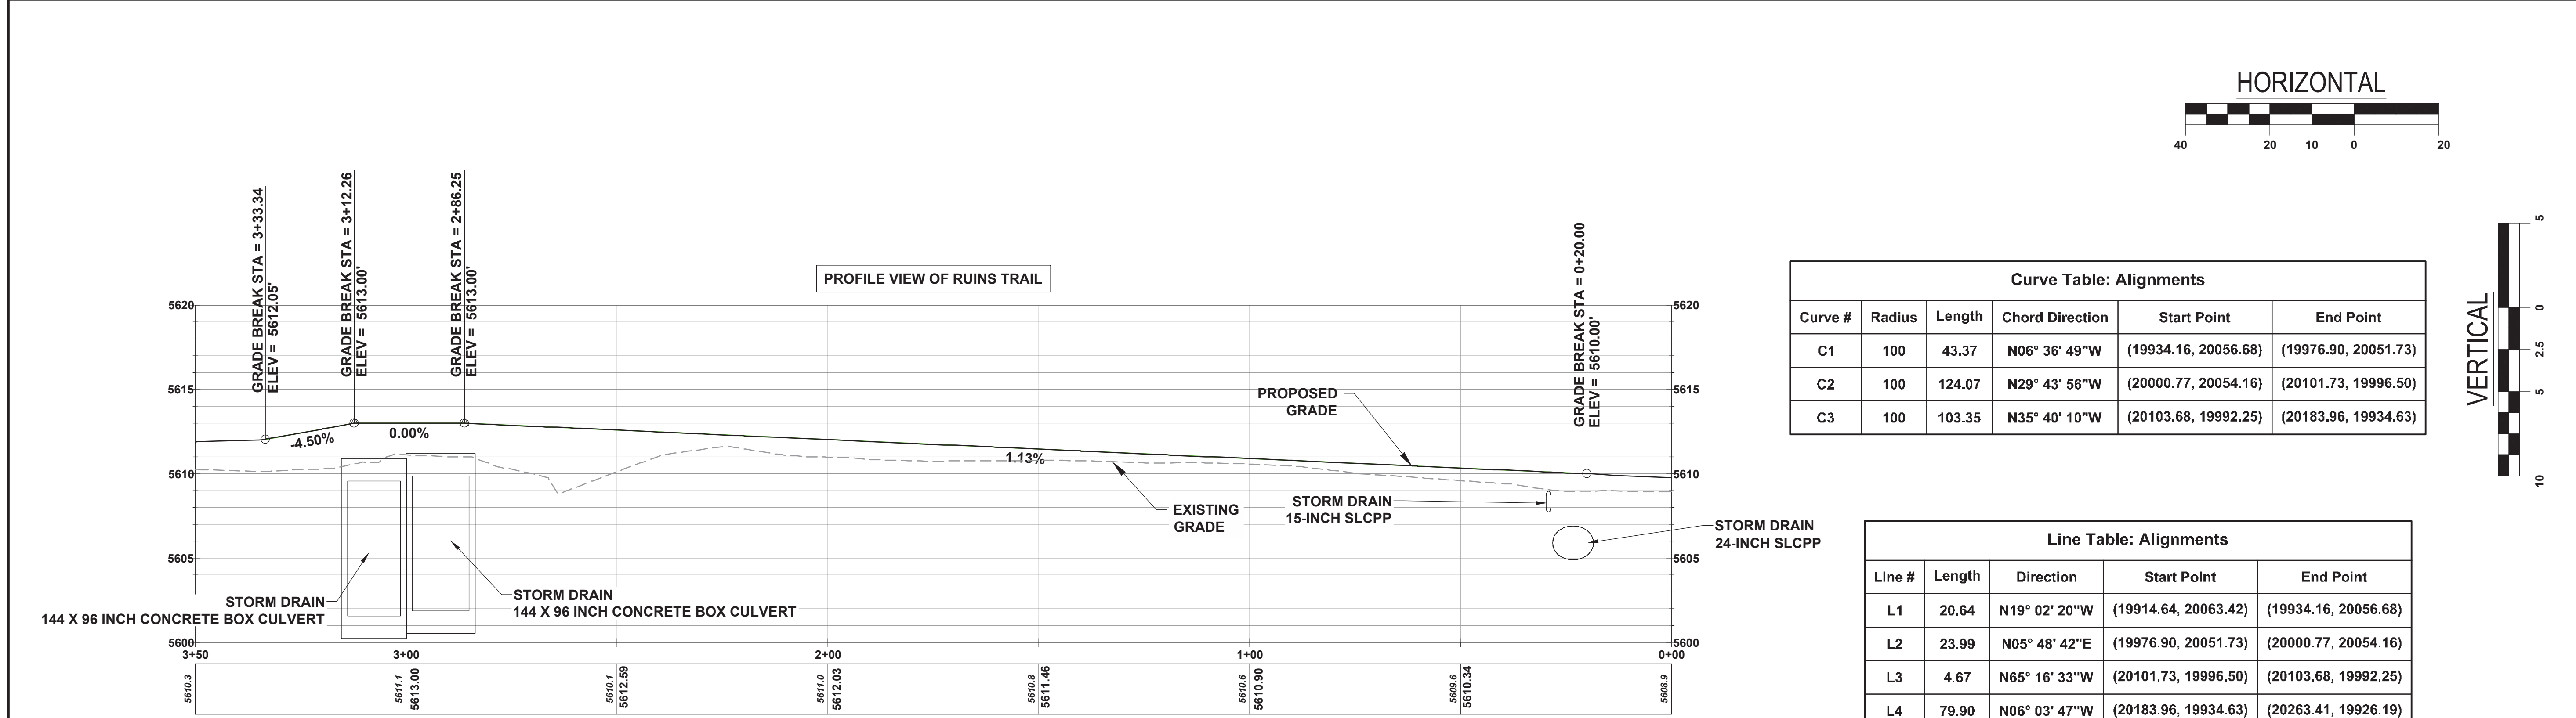 HORIZONTAL
40 20 10 0 20
GRADE BREAK STA = 3+33.34
ELEV = 5612.05'
GRADE BREAK STA = 3+12.26
ELEV = 5613.00'
GRADE BREAK STA = 2+86.25
ELEV = 5613.00'
PROFILE VIEW OF RUINS TRAIL
GRADE BREAK STA = 0+20.00
ELEV = 5610.00'
5620 5620
5615 5615
5610 5610
5605 5605
5600 5600
-4.50%
0.00%
1.13%
PROPOSED
GRADE
EXISTING
GRADE
STORM DRAIN
15-INCH SLCPP
STORM DRAIN
24-INCH SLCPP
STORM DRAIN
144 X 96 INCH CONCRETE BOX CULVERT
STORM DRAIN
144 X 96 INCH CONCRETE BOX CULVERT
3+50 3+00 2+00 1+00 0+00
5610.3
5611.1
5613.00
5610.1
5612.59
5611.0
5612.03
5610.8
5611.46
5610.6
5610.90
5609.6
5610.34
5608.9
Curve Table: Alignments
Curve # Radius Length Chord Direction Start Point End Point
C1 100 43.37 N06° 36' 49"W (19934.16, 20056.68) (19976.90, 20051.73)
C2 100 124.07 N29° 43' 56"W (20000.77, 20054.16) (20101.73, 19996.50)
C3 100 103.35 N35° 40' 10"W (20103.68, 19992.25) (20183.96, 19934.63)
VERTICAL
5 0 2.5 5 10
Line Table: Alignments
Line # Length Direction Start Point End Point
L1 20.64 N19° 02' 20"W (19914.64, 20063.42) (19934.16, 20056.68)
L2 23.99 N05° 48' 42"E (19976.90, 20051.73) (20000.77, 20054.16)
L3 4.67 N65° 16' 33"W (20101.73, 19996.50) (20103.68, 19992.25)
L4 79.90 N06° 03' 47"W (20183.96, 19934.63) (20263.41, 19926.19)